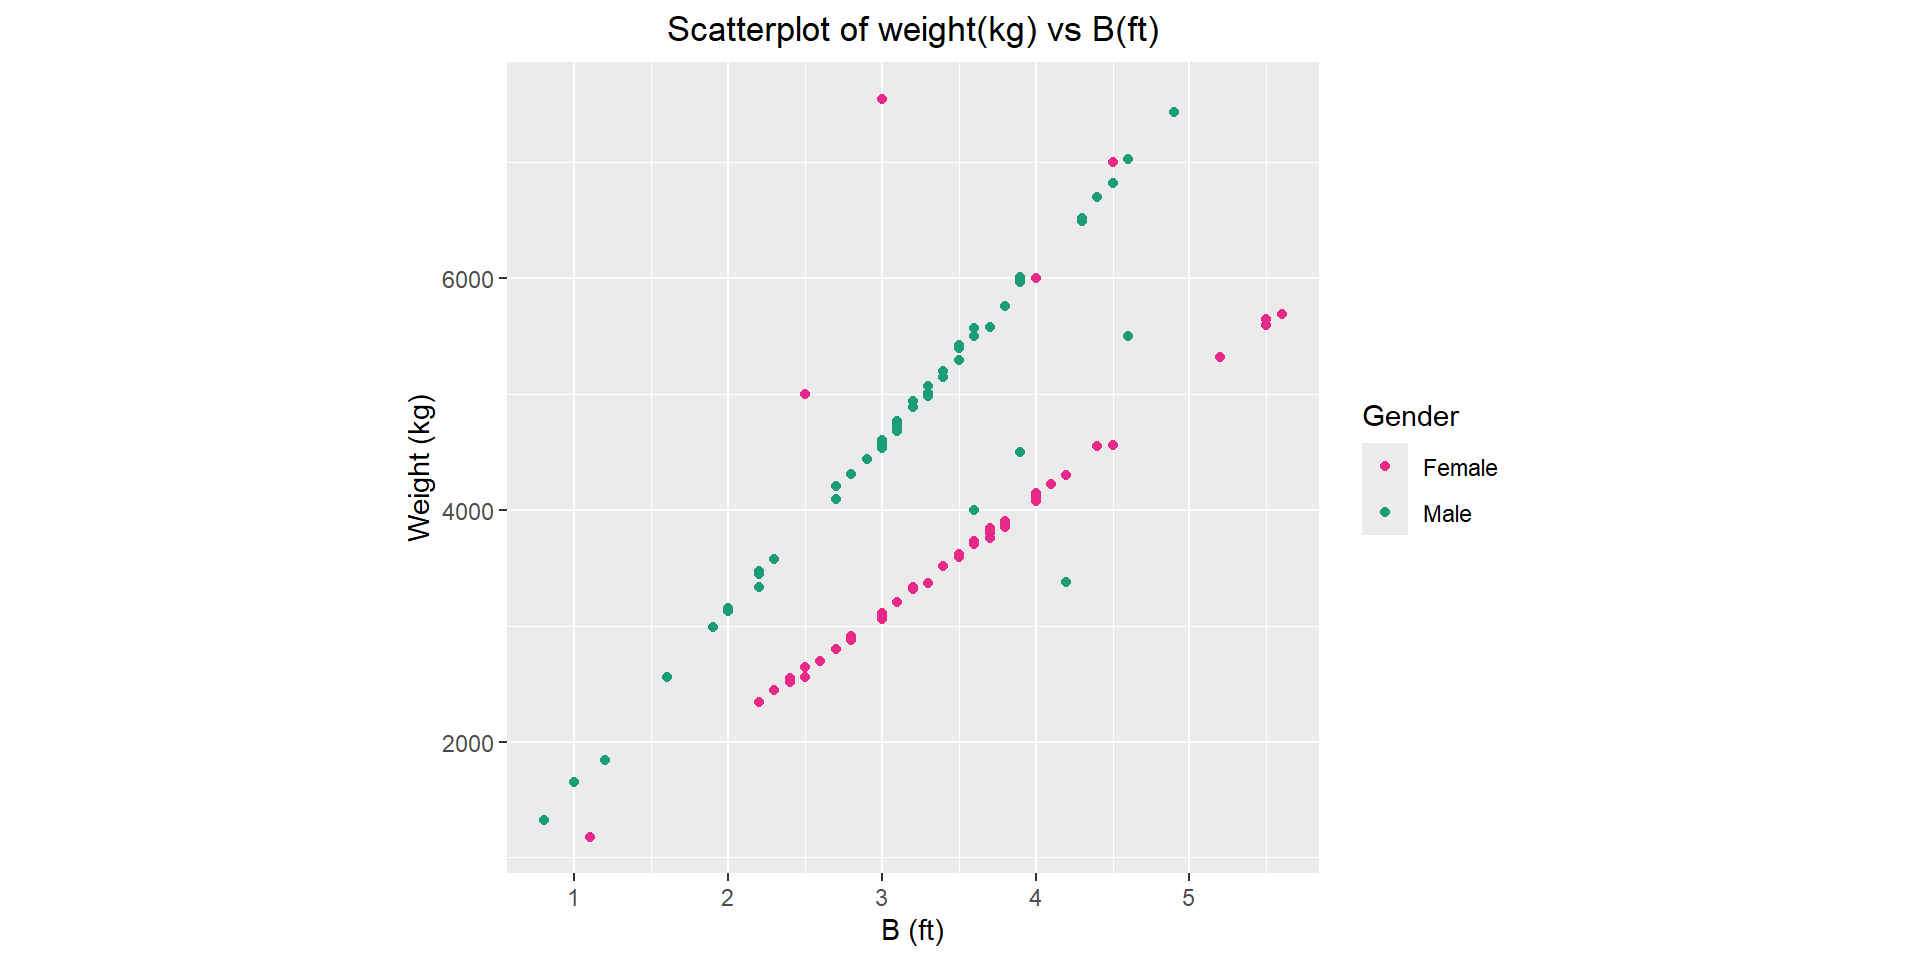 Scatterplot of weight(kg) vs B(ft)
Weight (kg)
6000
4000
2000
1
2
3
4
5
B (ft)
Gender
Female
Male